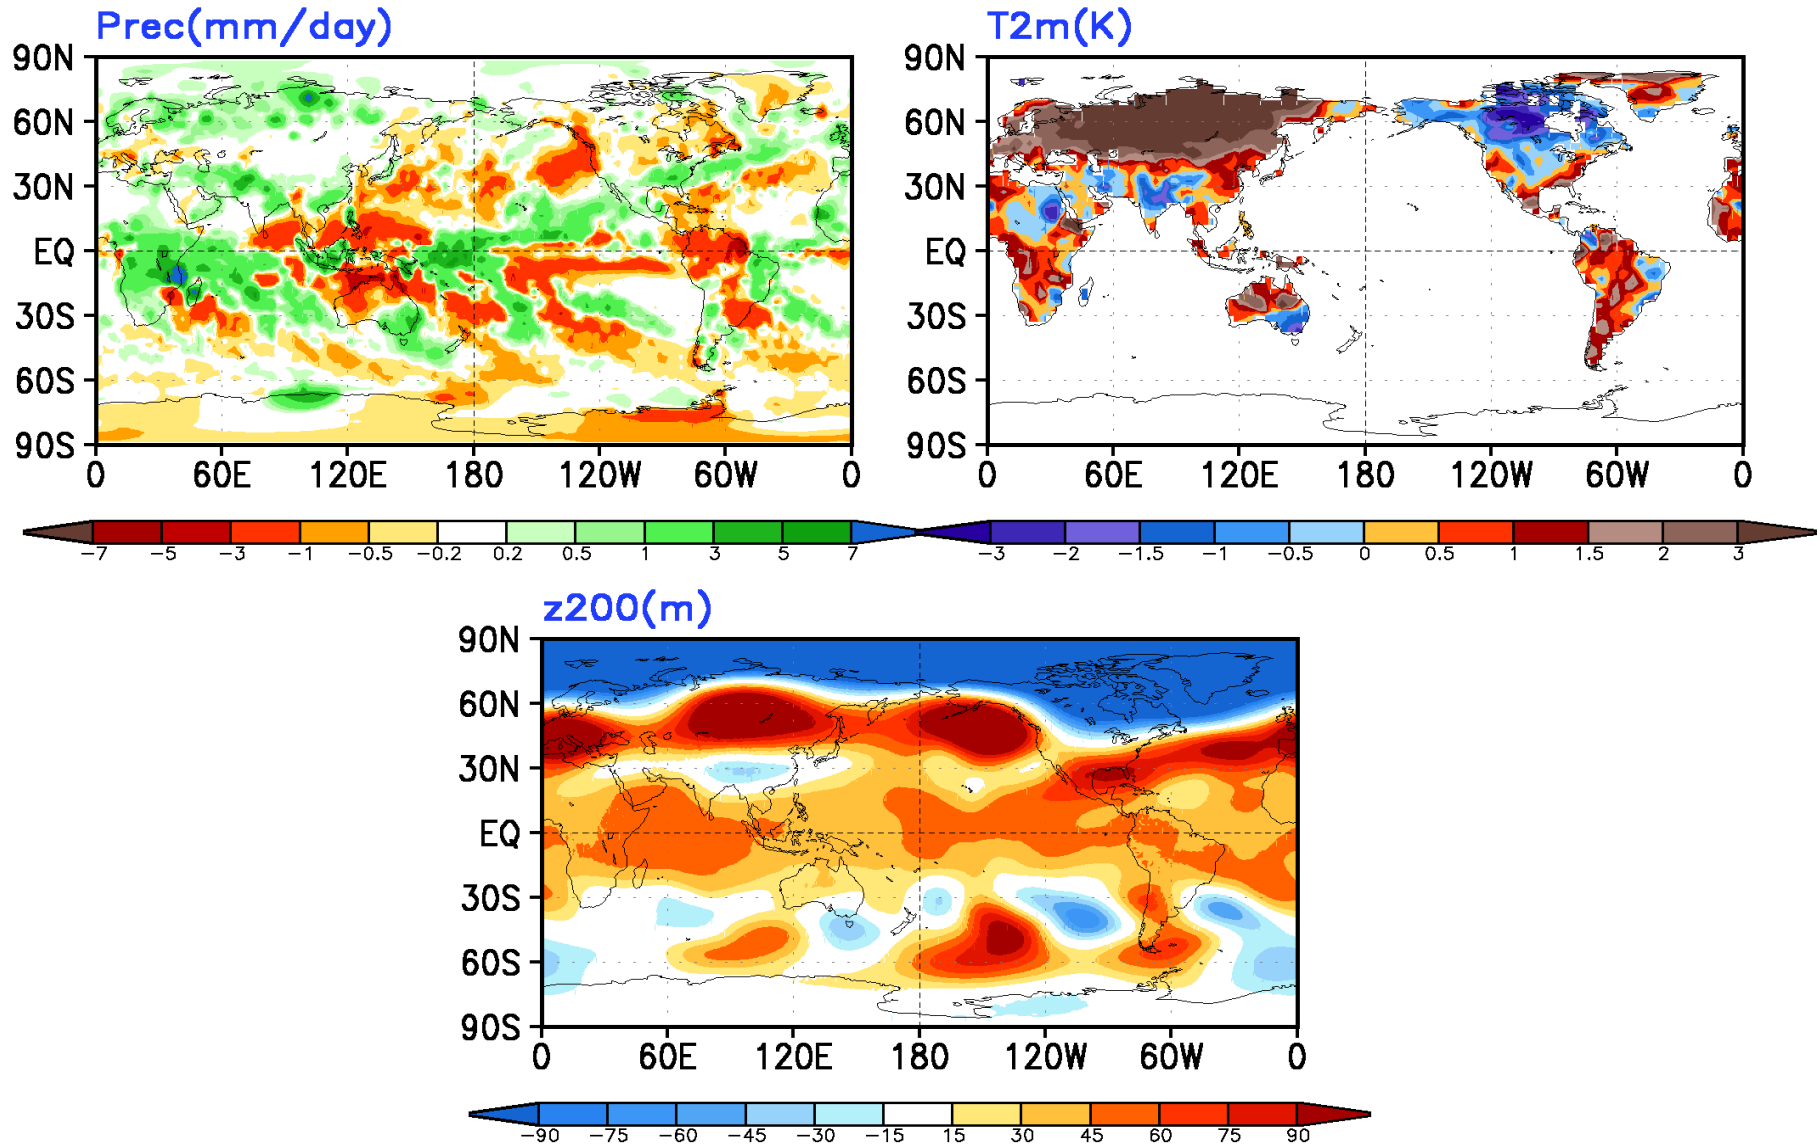 Prec(mm/day)
90N
60N
30N
EQ
30S
60S
90S
0 60E 120E 180 120W 60W 0
-7 -5 -3 -1 -0.5 -0.2 0.2 0.5 1 3 5 7
T2m(K)
90N
60N
30N
EQ
30S
60S
90S
0 60E 120E 180 120W 60W 0
-3 -2 -1.5 -1 -0.5 0 0.5 1 1.5 2 3
z200(m)
90N
60N
30N
EQ
30S
60S
90S
0 60E 120E 180 120W 60W 0
-90 -75 -60 -45 -30 -15 15 30 45 60 75 90